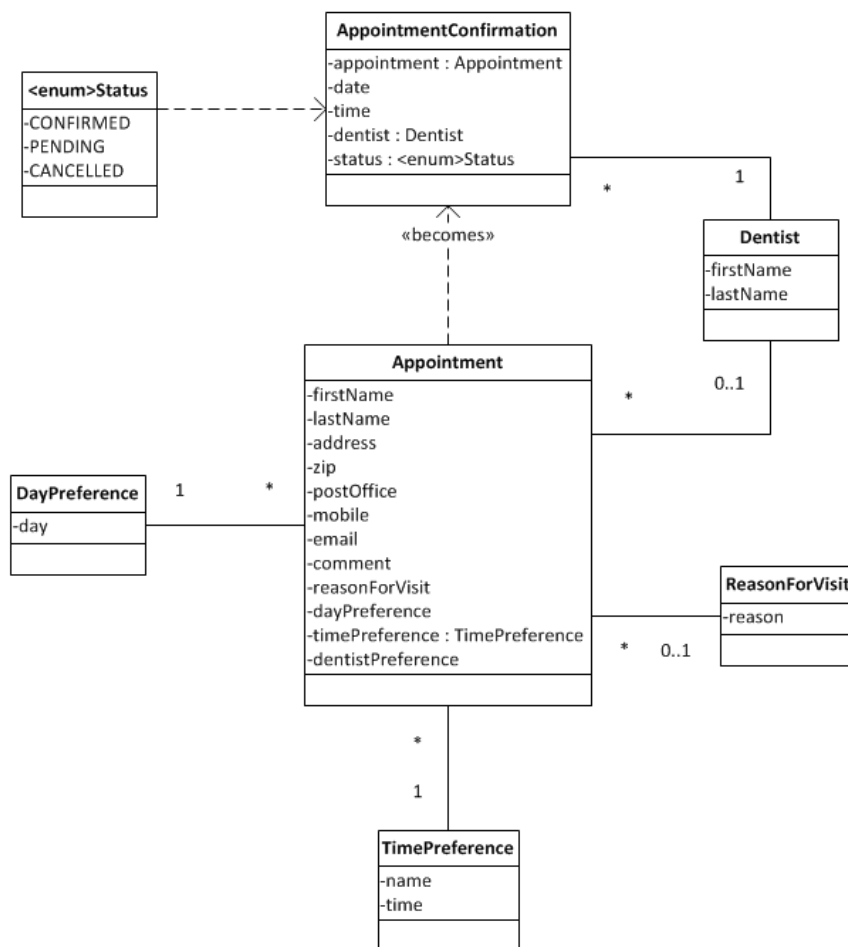 AppointmentConfirmation
-appointment : Appointment
-date
-time
-dentist : Dentist
-status : <enum>Status
<enum>Status
-CONFIRMED
-PENDING
-CANCELLED
*
1
«becomes»
Dentist
-firstName
-lastName
0..1
*
Appointment
-firstName
-lastName
-address
-zip
-postOffice
-mobile
-email
-comment
-reasonForVisit
-dayPreference
-timePreference : TimePreference
-dentistPreference
DayPreference
-day
1
*
ReasonForVisit
-reason
*
0..1
*
1
TimePreference
-name
-time